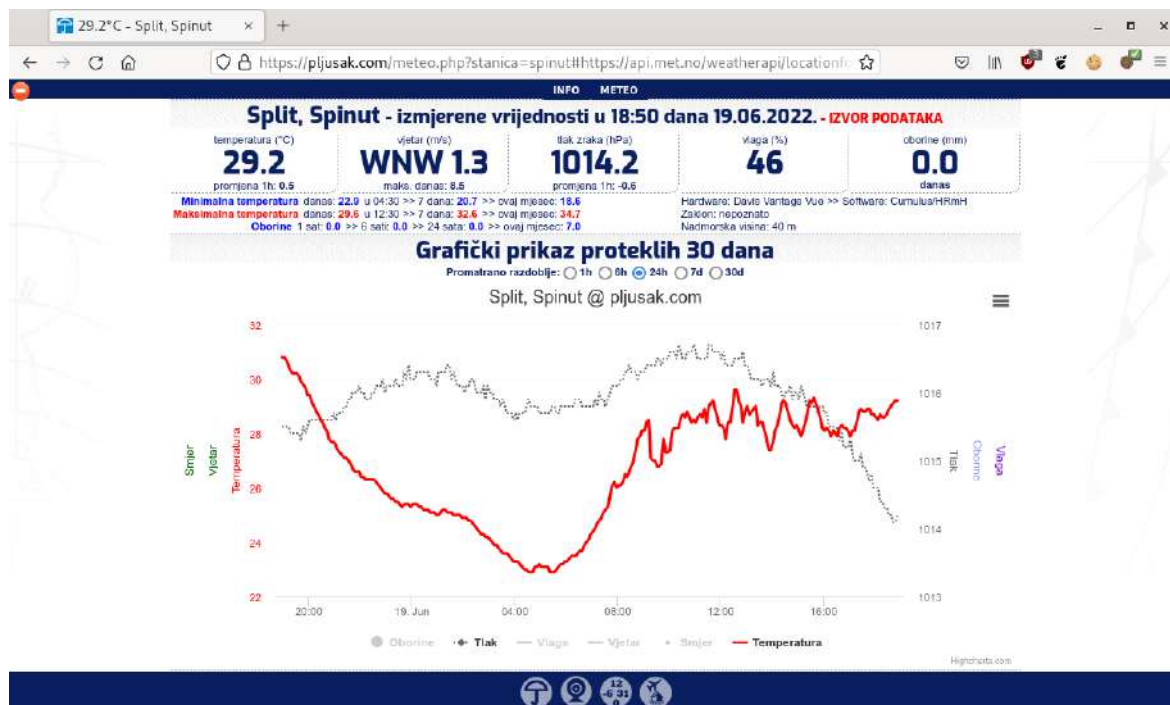 29.2°C - Split, Spinut
https://pljusak.com/meteo.php?stanica=spinut#https://api.met.no/weatherapi/locationfo
INFO METEO
Split, Spinut - izmjerene vrijednosti u 18:50 dana 19.06.2022. - IZVOR PODATAKA
temperatura (°C) vjetar (m/s) tlak zraka (hPa) vlaga (%) oborine (mm)
29.2 WNW 1.3 1014.2 46 0.0
promjena 1h: 0.5 maks. danas: 8.5 promjena 1h: -0.6 danas
Minimalna temperatura danas: 22.9 u 04:30 >> 7 dana: 20.7 >> ovaj mjesec: 18.6 Hardware: Davis Vantage Vue >> Software: Cumulus/HRmH
Maksimalna temperatura danas: 29.6 u 12:30 >> 7 dana: 32.6 >> ovaj mjesec: 34.7 Zaklon: nepoznato
Oborine 1 sat: 0.0 >> 6 sati: 0.0 >> 24 sata: 0.0 >> ovaj mjesec: 7.0 Nadmorska visina: 40 m
Grafički prikaz proteklih 30 dana
Promatrano razdoblje: 1h 6h 24h 7d 30d
Split, Spinut @ pljusak.com
32 1017
30 1016
28
26 1015
24 1014
22 1013
Smjer
Vjetar
Temperatura
Tlak
Oborine
Vlaga
20:00 19. Jun 04:00 08:00 12:00 16:00
Oborine Tlak Vlaga Vjetar Smjer Temperatura
Highcharts.com
12
-6 31